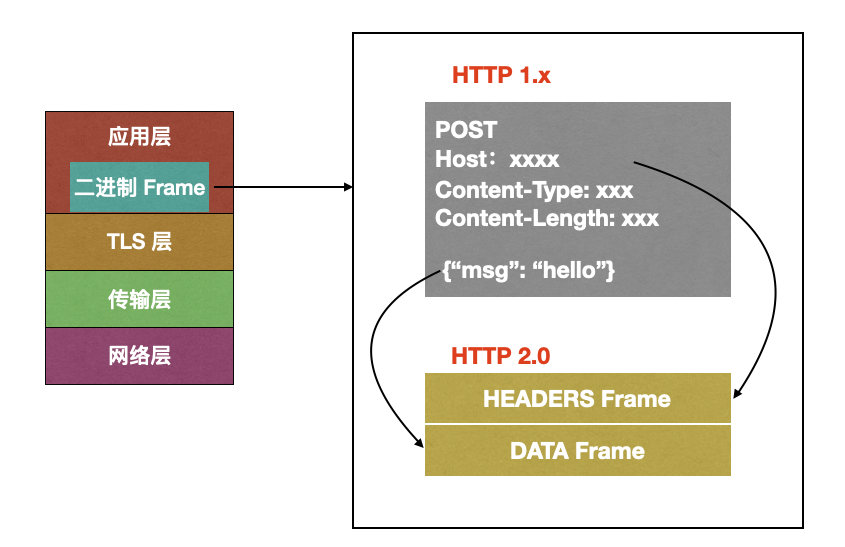 应用层
二进制 Frame
TLS 层
传输层
网络层
HTTP 1.x
POST
Host：xxxx
Content-Type: xxx
Content-Length: xxx
{“msg”: “hello”}
HTTP 2.0
HEADERS Frame
DATA Frame